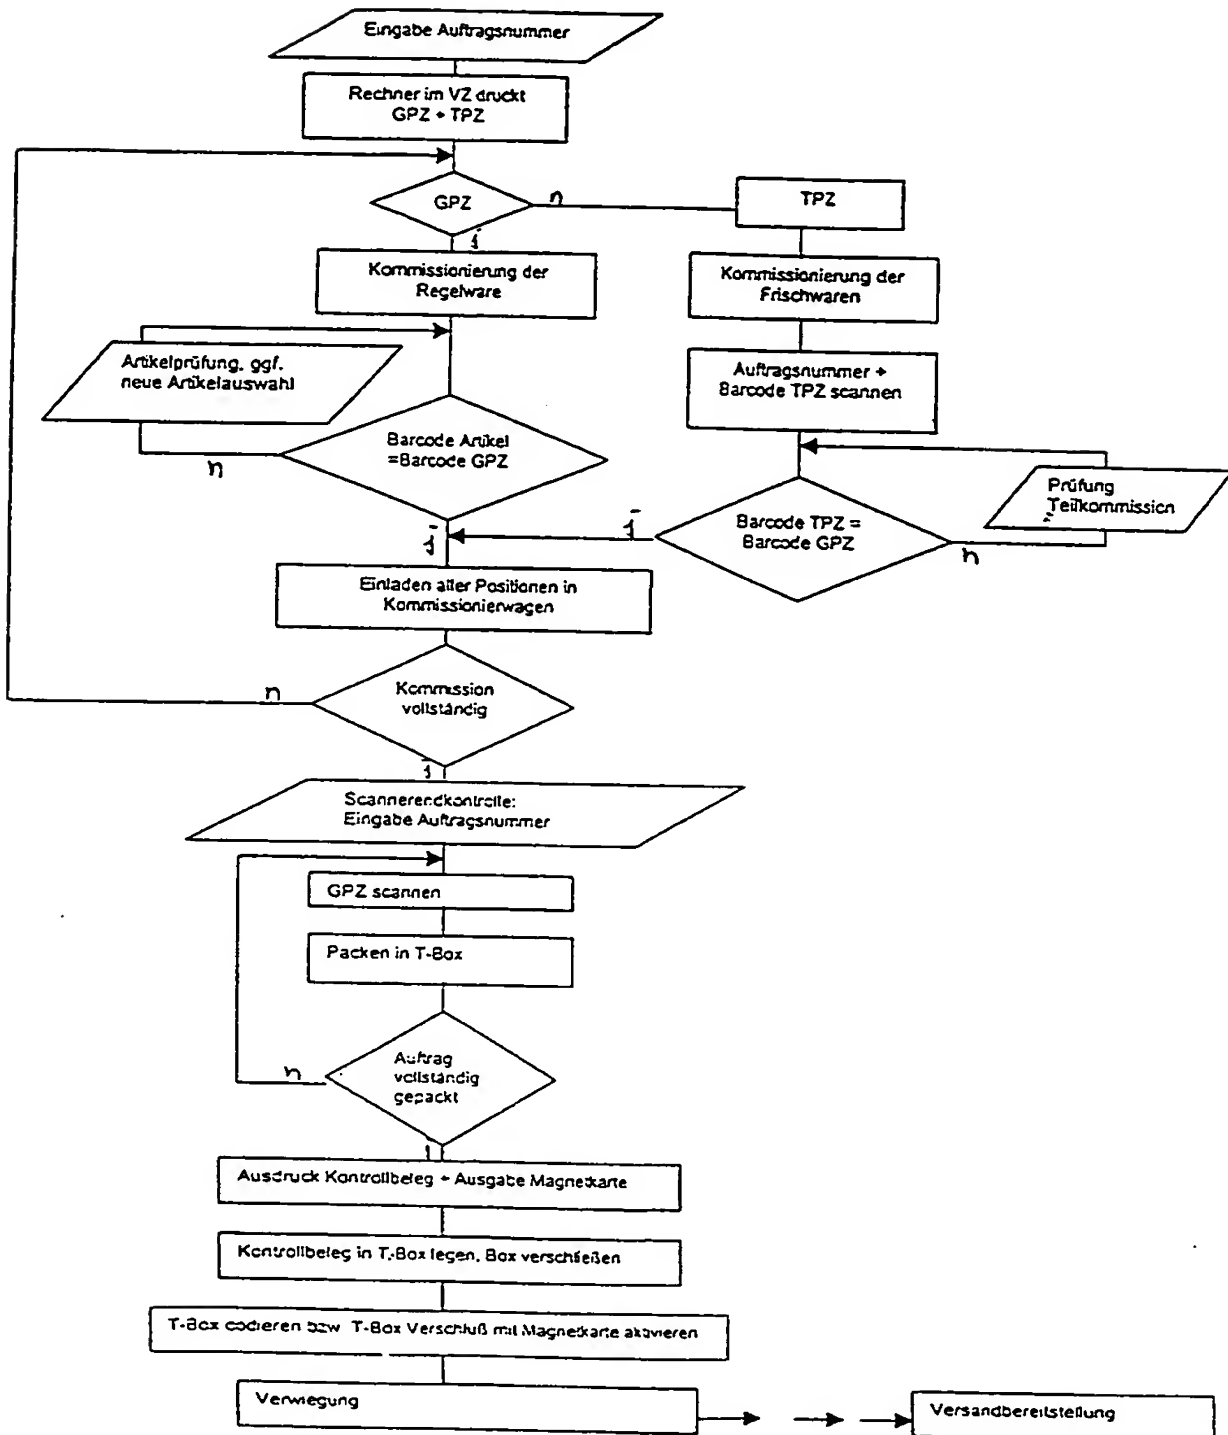 Eingabe Auftragsnummer
Rechner im VZ druckt
GPZ + TPZ
GPZ
n
TPZ
j
Kommissionierung der
Regelware
Kommissionierung der
Frischwaren
Artikelprüfung, ggf.
neue Artikelauswahl
Auftragsnummer +
Barcode TPZ scannen
Barcode Artikel
=Barcode GPZ
n
Prüfung
Teilkommission
Barcode TPZ =
Barcode GPZ
j
j
n
Einladen aller Positionen in
Kommissionierwagen
Kommission
vollständig
n
j
Scannerendkontrolle:
Eingabe Auftragsnummer
GPZ scannen
Packen in T-Box
Auftrag
vollständig
gepackt
n
j
Ausdruck Kontrollbeleg + Ausgabe Magnetkarte
Kontrollbeleg in T-Box legen, Box verschließen
T-Box codieren bzw. T-Box Verschluß mit Magnetkarte aktivieren
Verwiegung
Versandbereitstellung